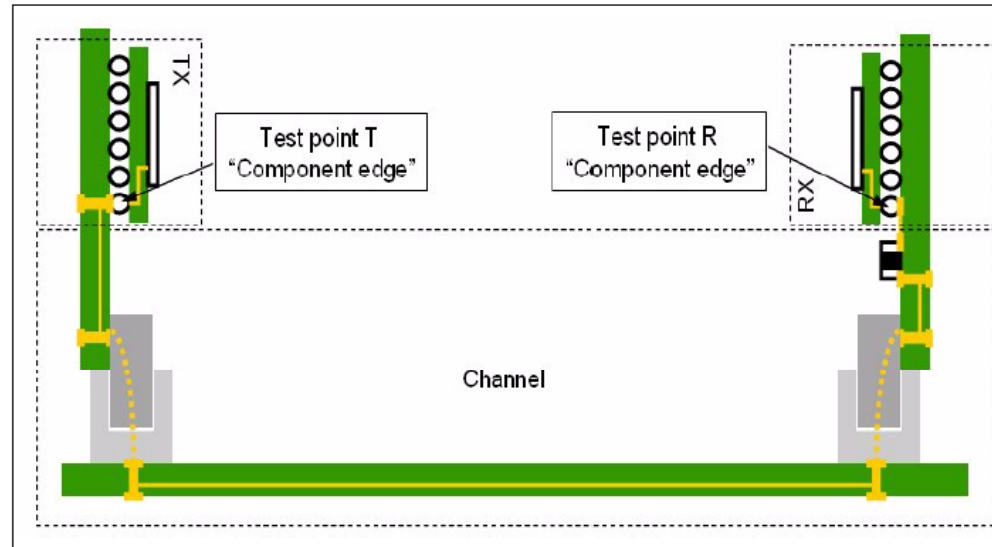 TX
Test point T
“Component edge”
Test point R
“Component edge”
RX
Channel